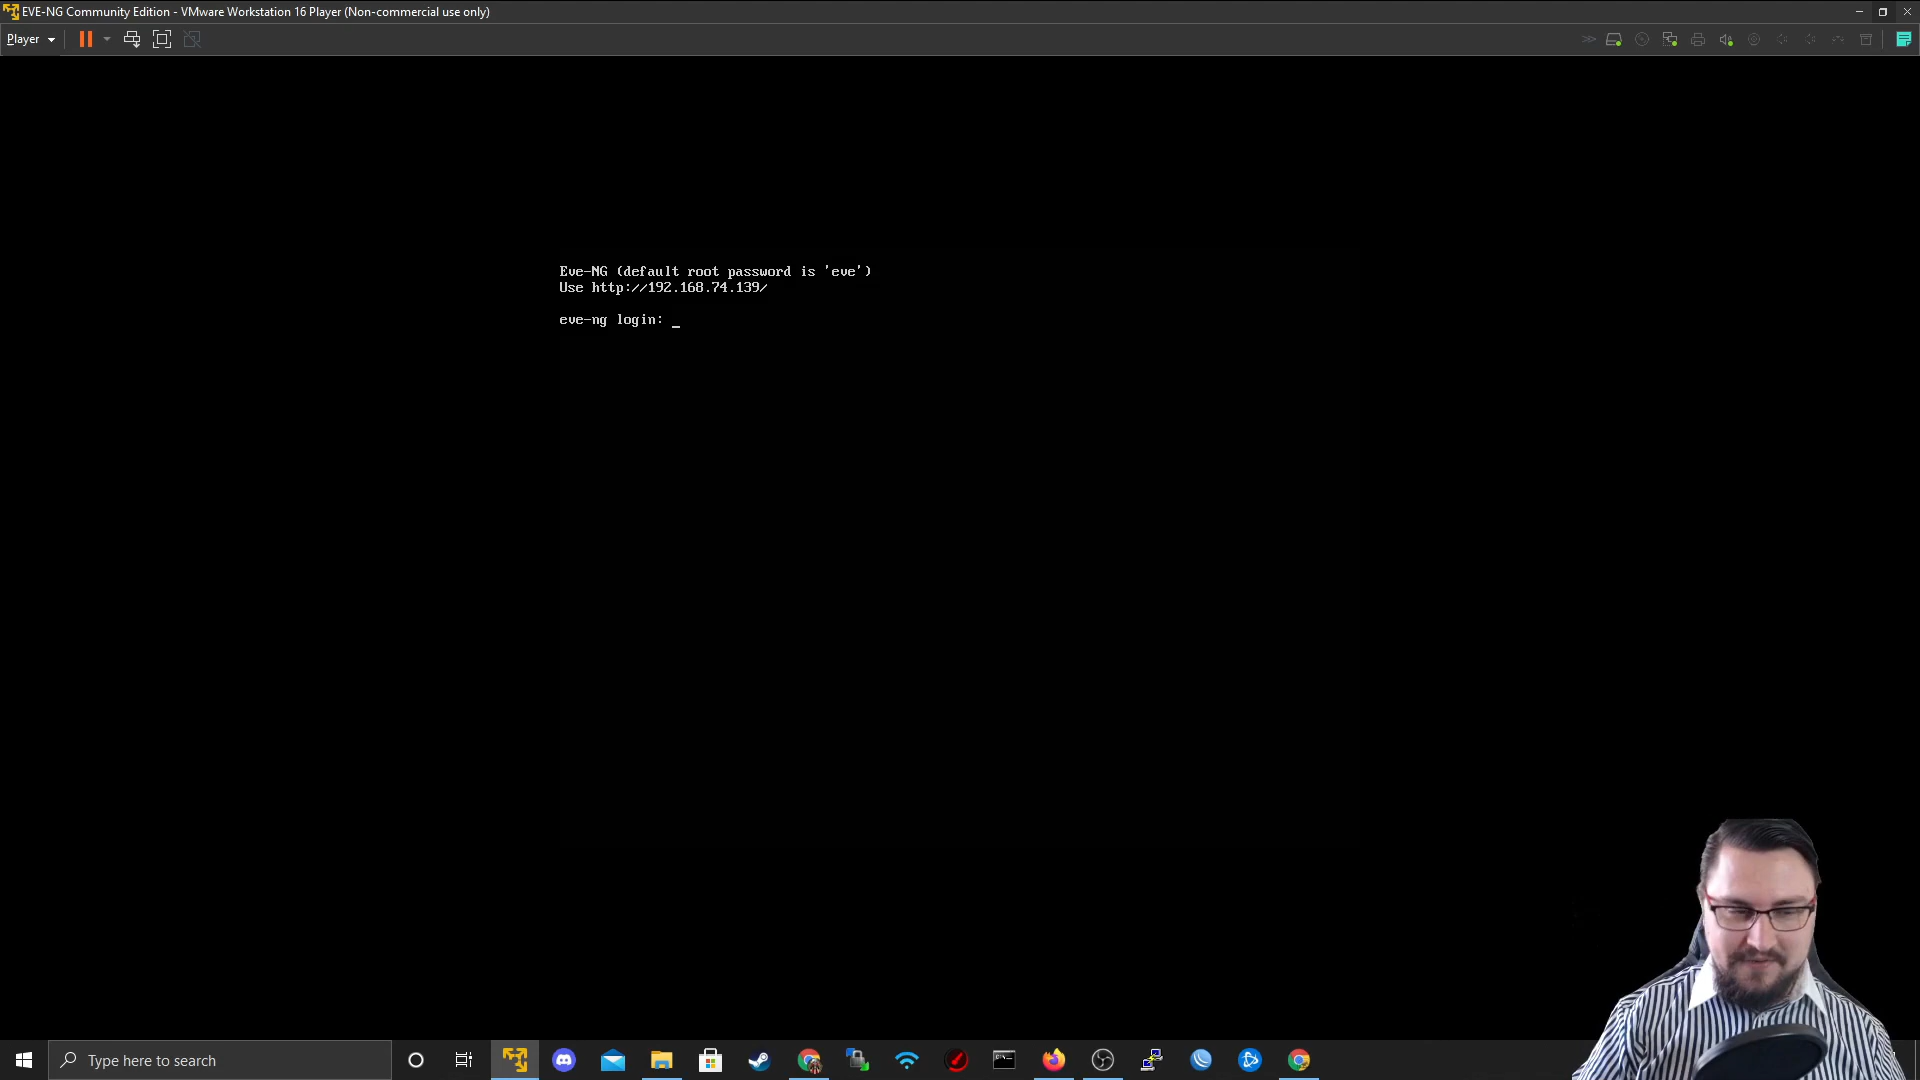 EVE-NG Community Edition - VMware Workstation 16 Player (Non-commercial use only)
Player
Eve-NG (default root password is 'eve')
Use http://192.168.74.139/
eve-ng login: _
Type here to search